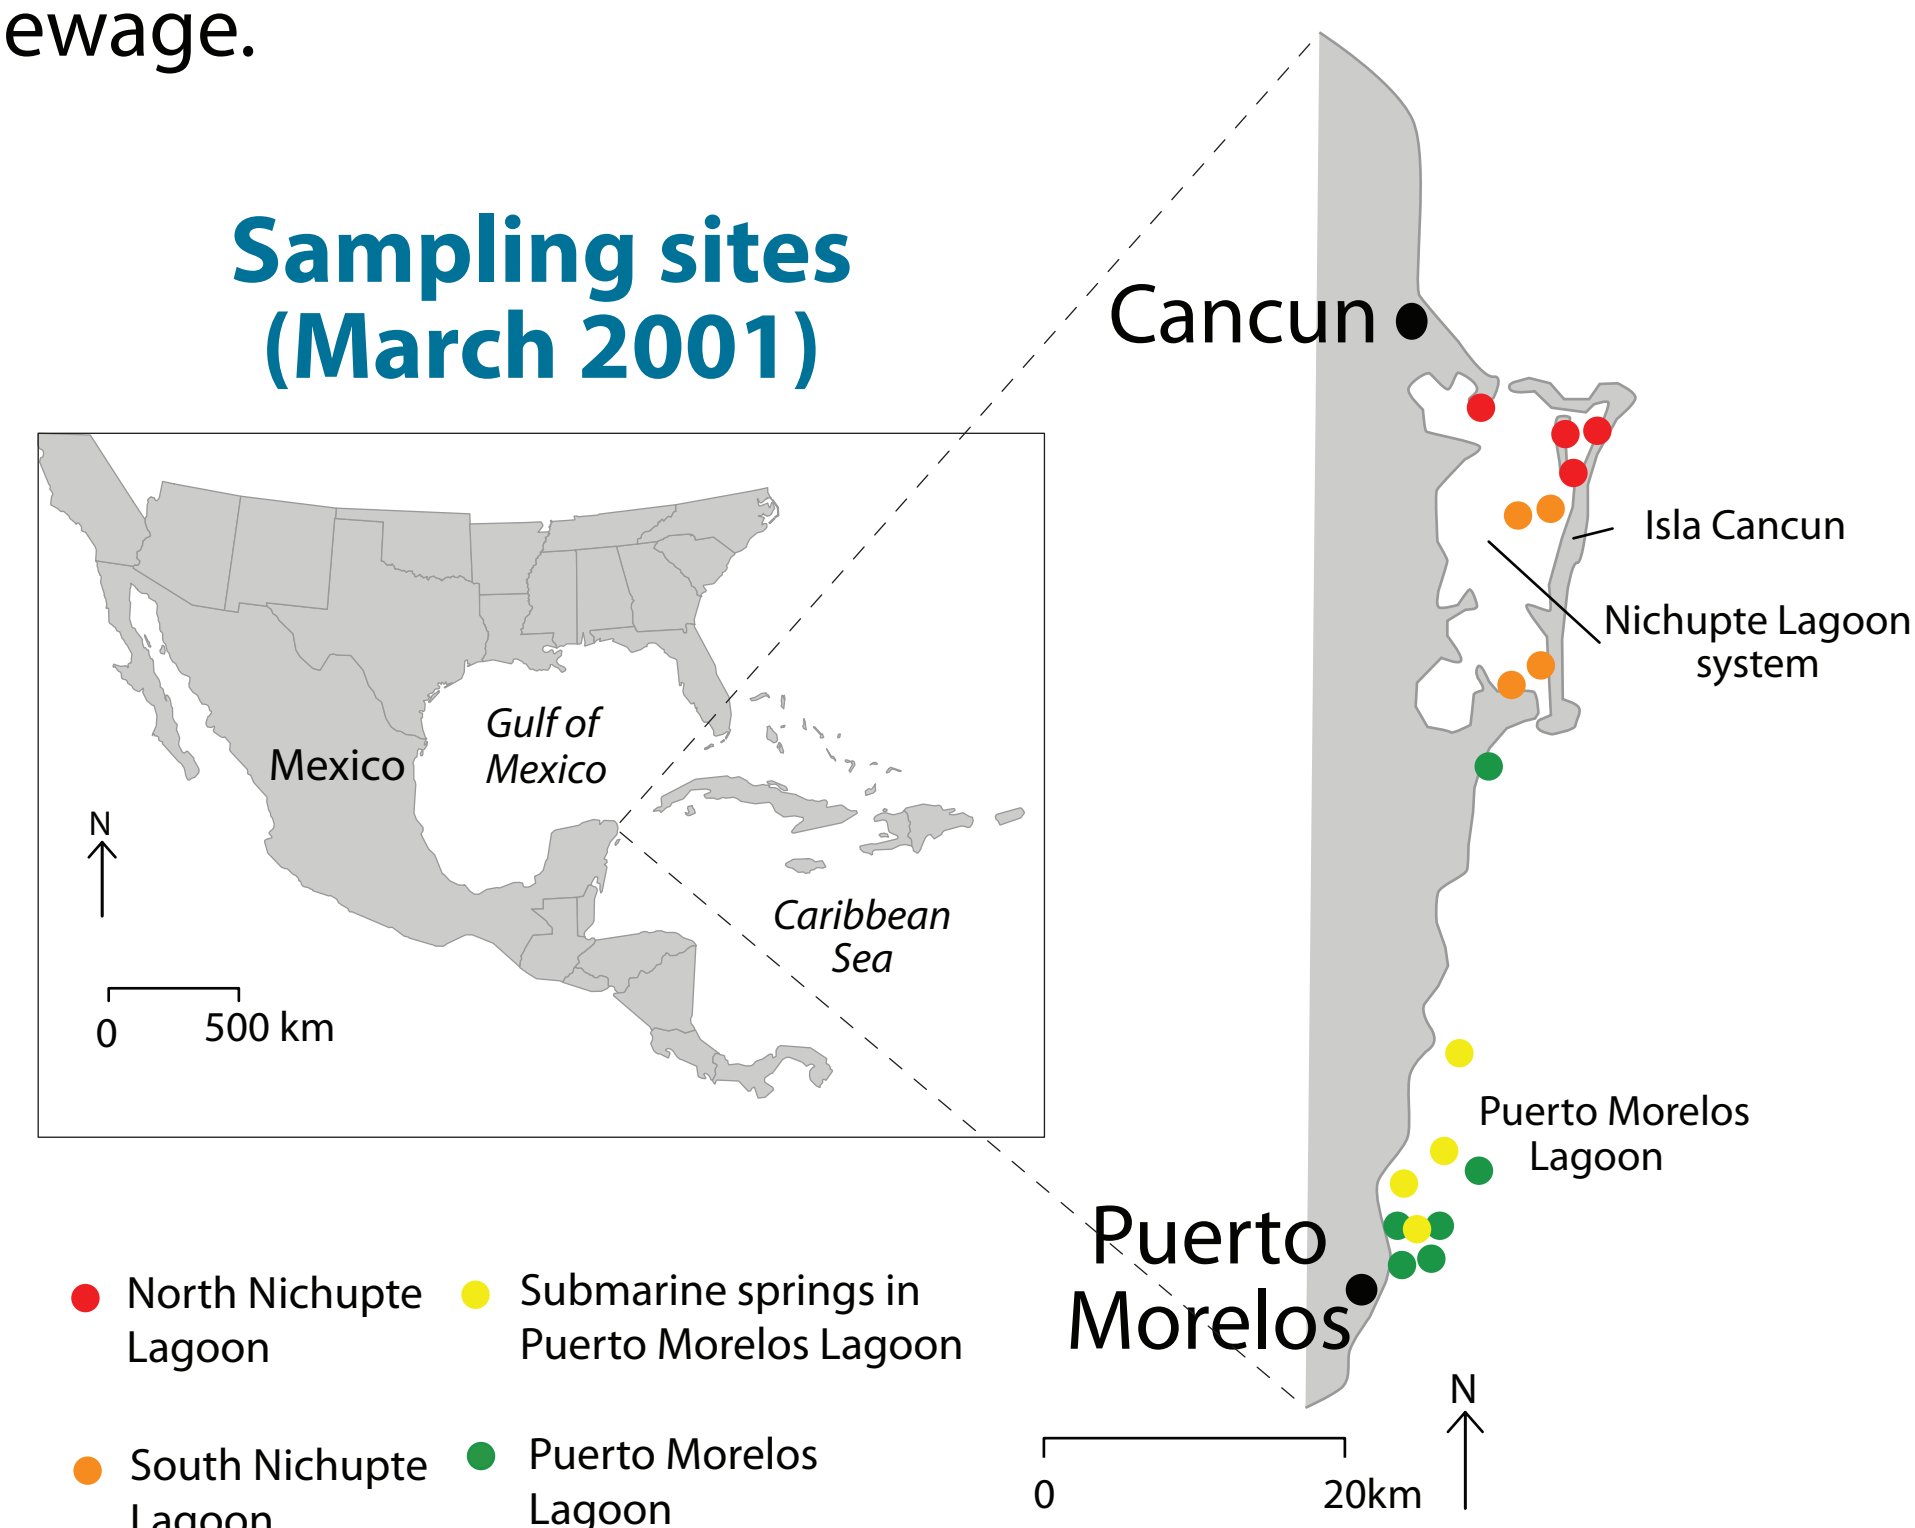 ewage.
Sampling sites
(March 2001)
Cancun
Isla Cancun
Nichupte Lagoon
system
Mexico
Gulf of
Mexico
Caribbean
Sea
N
0
500 km
Puerto Morelos
Lagoon
Puerto
Morelos
North Nichupte
Lagoon
Submarine springs in
Puerto Morelos Lagoon
South Nichupte
Lagoon
Puerto Morelos
Lagoon
0
20km
N